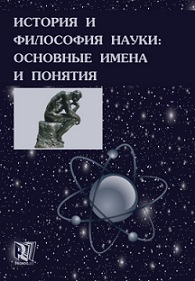 ИСТОРИЯ И
ФИЛОСОФИЯ НАУКИ:
ОСНОВНЫЕ ИМЕНА
И ПОНЯТИЯ